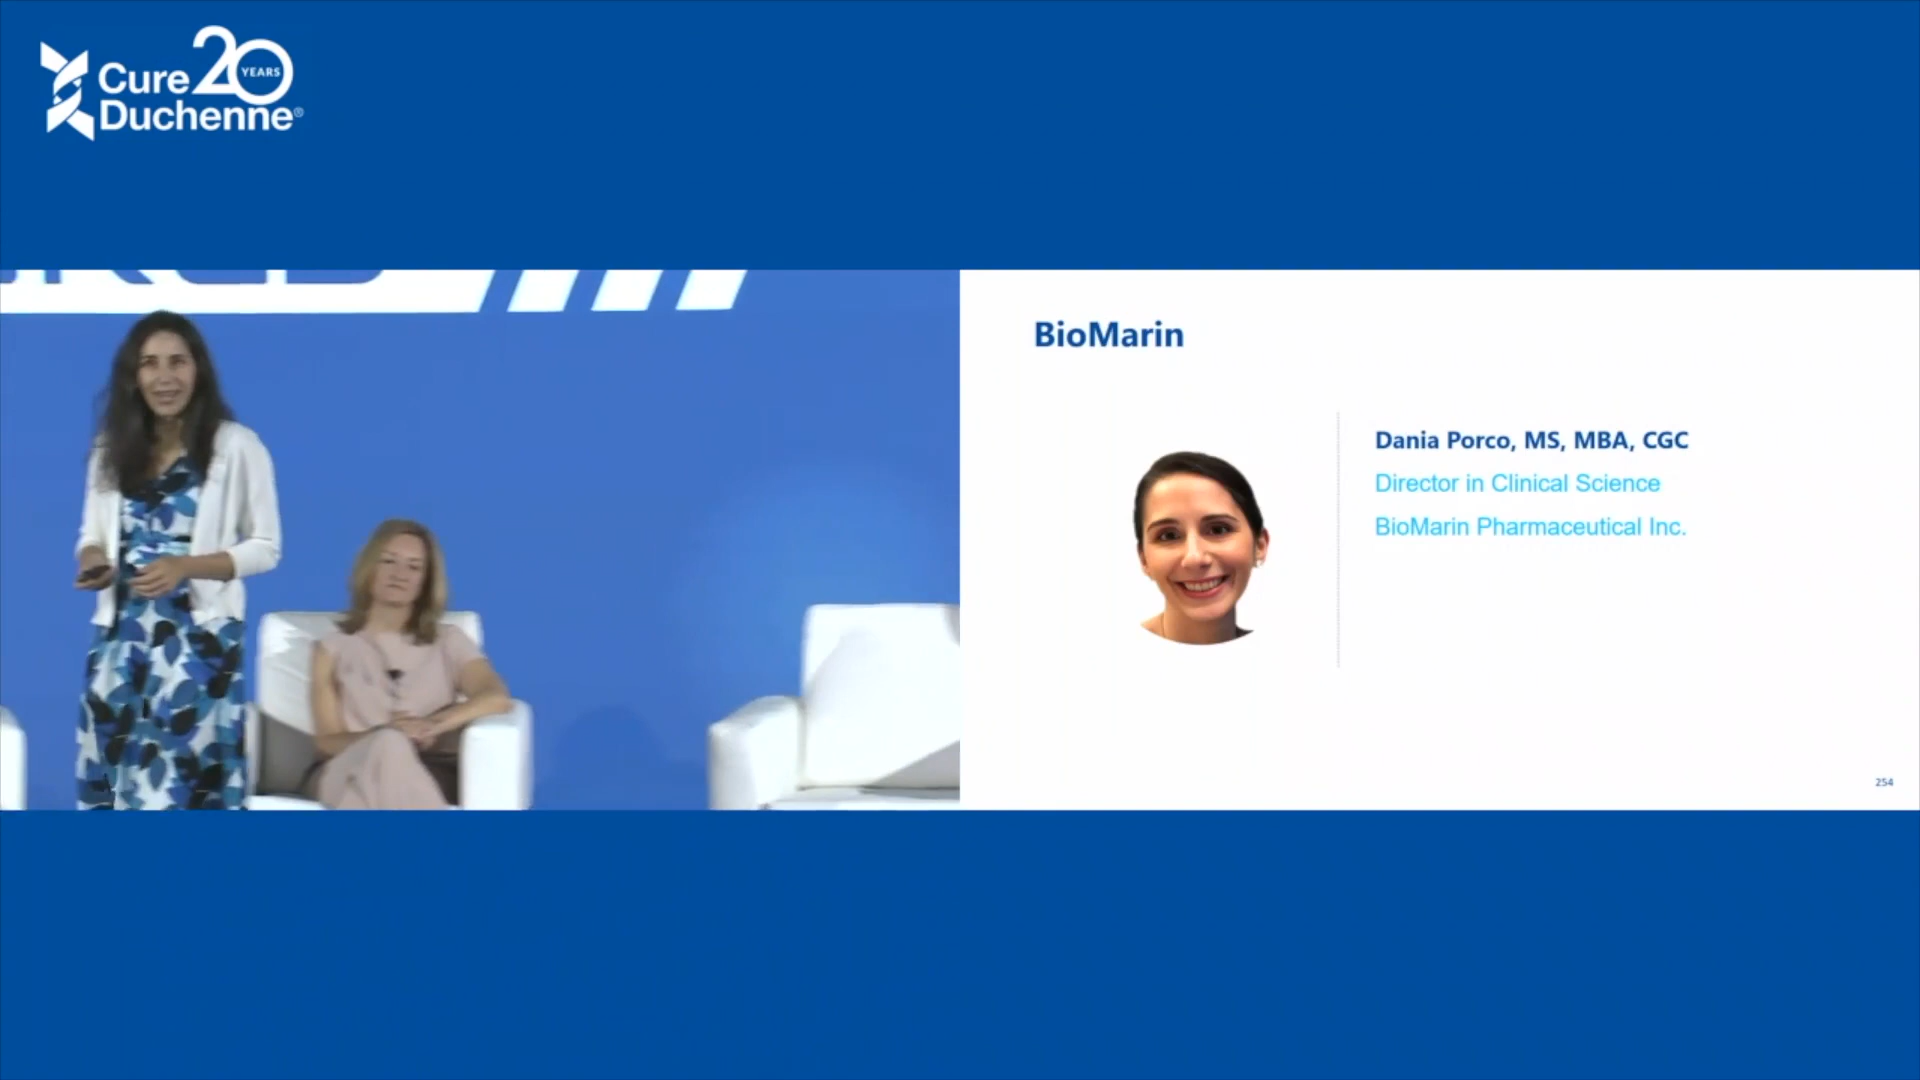 Cure 20 YEARS
Duchenne®
BioMarin
Dania Porco, MS, MBA, CGC
Director in Clinical Science
BioMarin Pharmaceutical Inc.
254